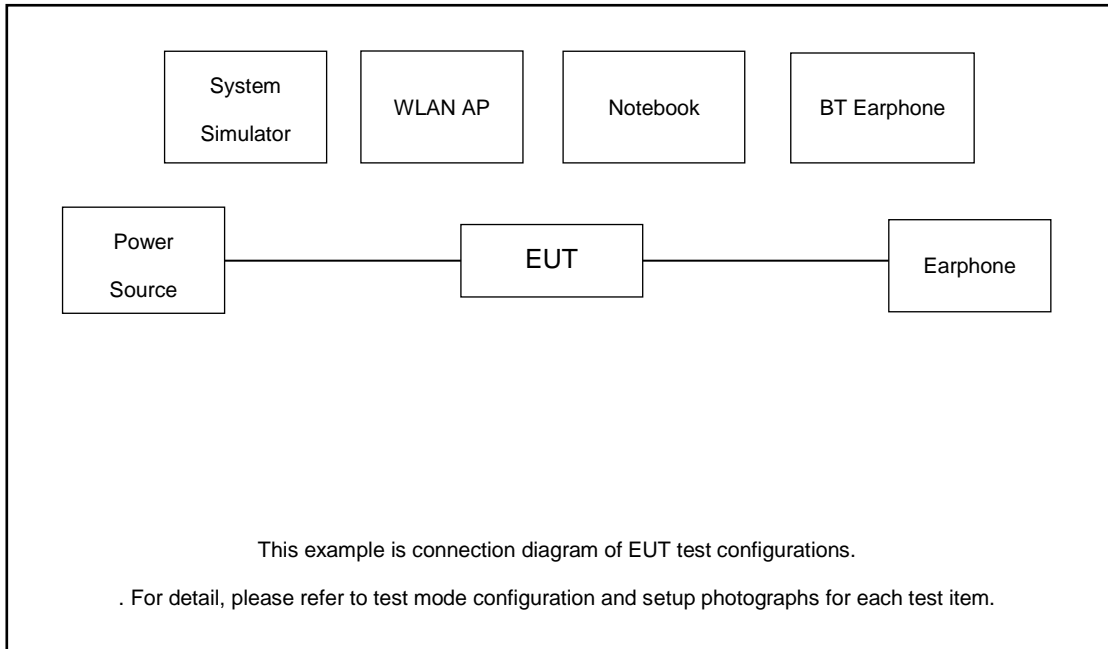 System
Simulator
WLAN AP
Notebook
BT Earphone
Power
Source
EUT
Earphone
This example is connection diagram of EUT test configurations.
. For detail, please refer to test mode configuration and setup photographs for each test item.